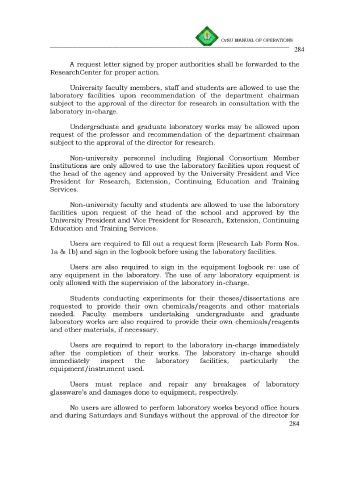 CvSU MANUAL OF OPERATIONS
284
A request letter signed by proper authorities shall be forwarded to the
ResearchCenter for proper action.
University faculty members, staff and students are allowed to use the
laboratory facilities upon recommendation of the department chairman
subject to the approval of the director for research in consultation with the
laboratory in-charge.
Undergraduate and graduate laboratory works may be allowed upon
request of the professor and recommendation of the department chairman
subject to the approval of the director for research.
Non-university personnel including Regional Consortium Member
Institutions are only allowed to use the laboratory facilities upon request of
the head of the agency and approved by the University President and Vice
President for Research, Extension, Continuing Education and Training
Services.
Non-university faculty and students are allowed to use the laboratory
facilities upon request of the head of the school and approved by the
University President and Vice President for Research, Extension, Continuing
Education and Training Services.
Users are required to fill out a request form (Research Lab Form Nos.
1a & 1b) and sign in the logbook before using the laboratory facilities.
Users are also required to sign in the equipment logbook re: use of
any equipment in the laboratory. The use of any laboratory equipment is
only allowed with the supervision of the laboratory in-charge.
Students conducting experiments for their theses/dissertations are
requested to provide their own chemicals/reagents and other materials
needed. Faculty members undertaking undergraduate and graduate
laboratory works are also required to provide their own chemicals/reagents
and other materials, if necessary.
Users are required to report to the laboratory in-charge immediately
after the completion of their works. The laboratory in-charge should
immediately inspect the laboratory facilities, particularly the
equipment/instrument used.
Users must replace and repair any breakages of laboratory
glassware's and damages done to equipment, respectively.
No users are allowed to perform laboratory works beyond office hours
and during Saturdays and Sundays without the approval of the director for
284